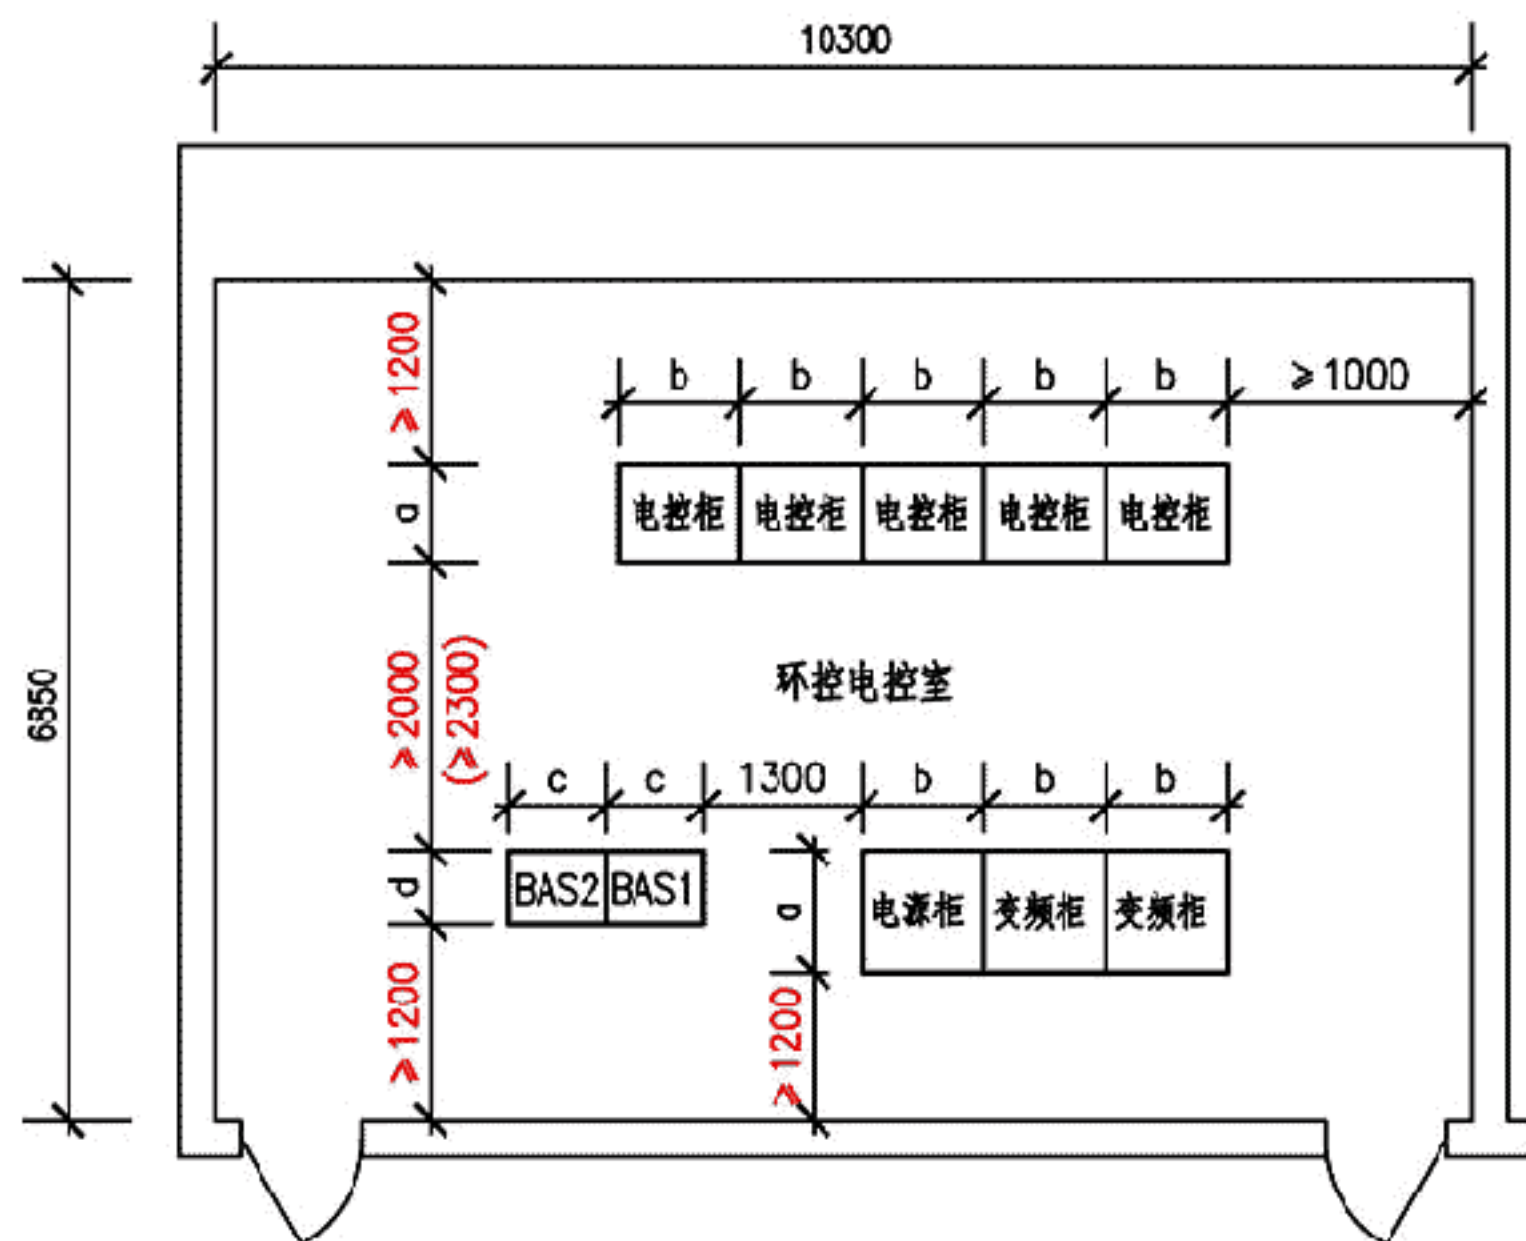 10300
≥1200
b b b b b ≥1000
a
电控柜 电控柜 电控柜 电控柜 电控柜
6850
≥2000
(≥2300)
环控电控室
c c 1300 b b b
d
BAS2 BAS1
a
电源柜 变频柜 变频柜
≥1200
≥1200